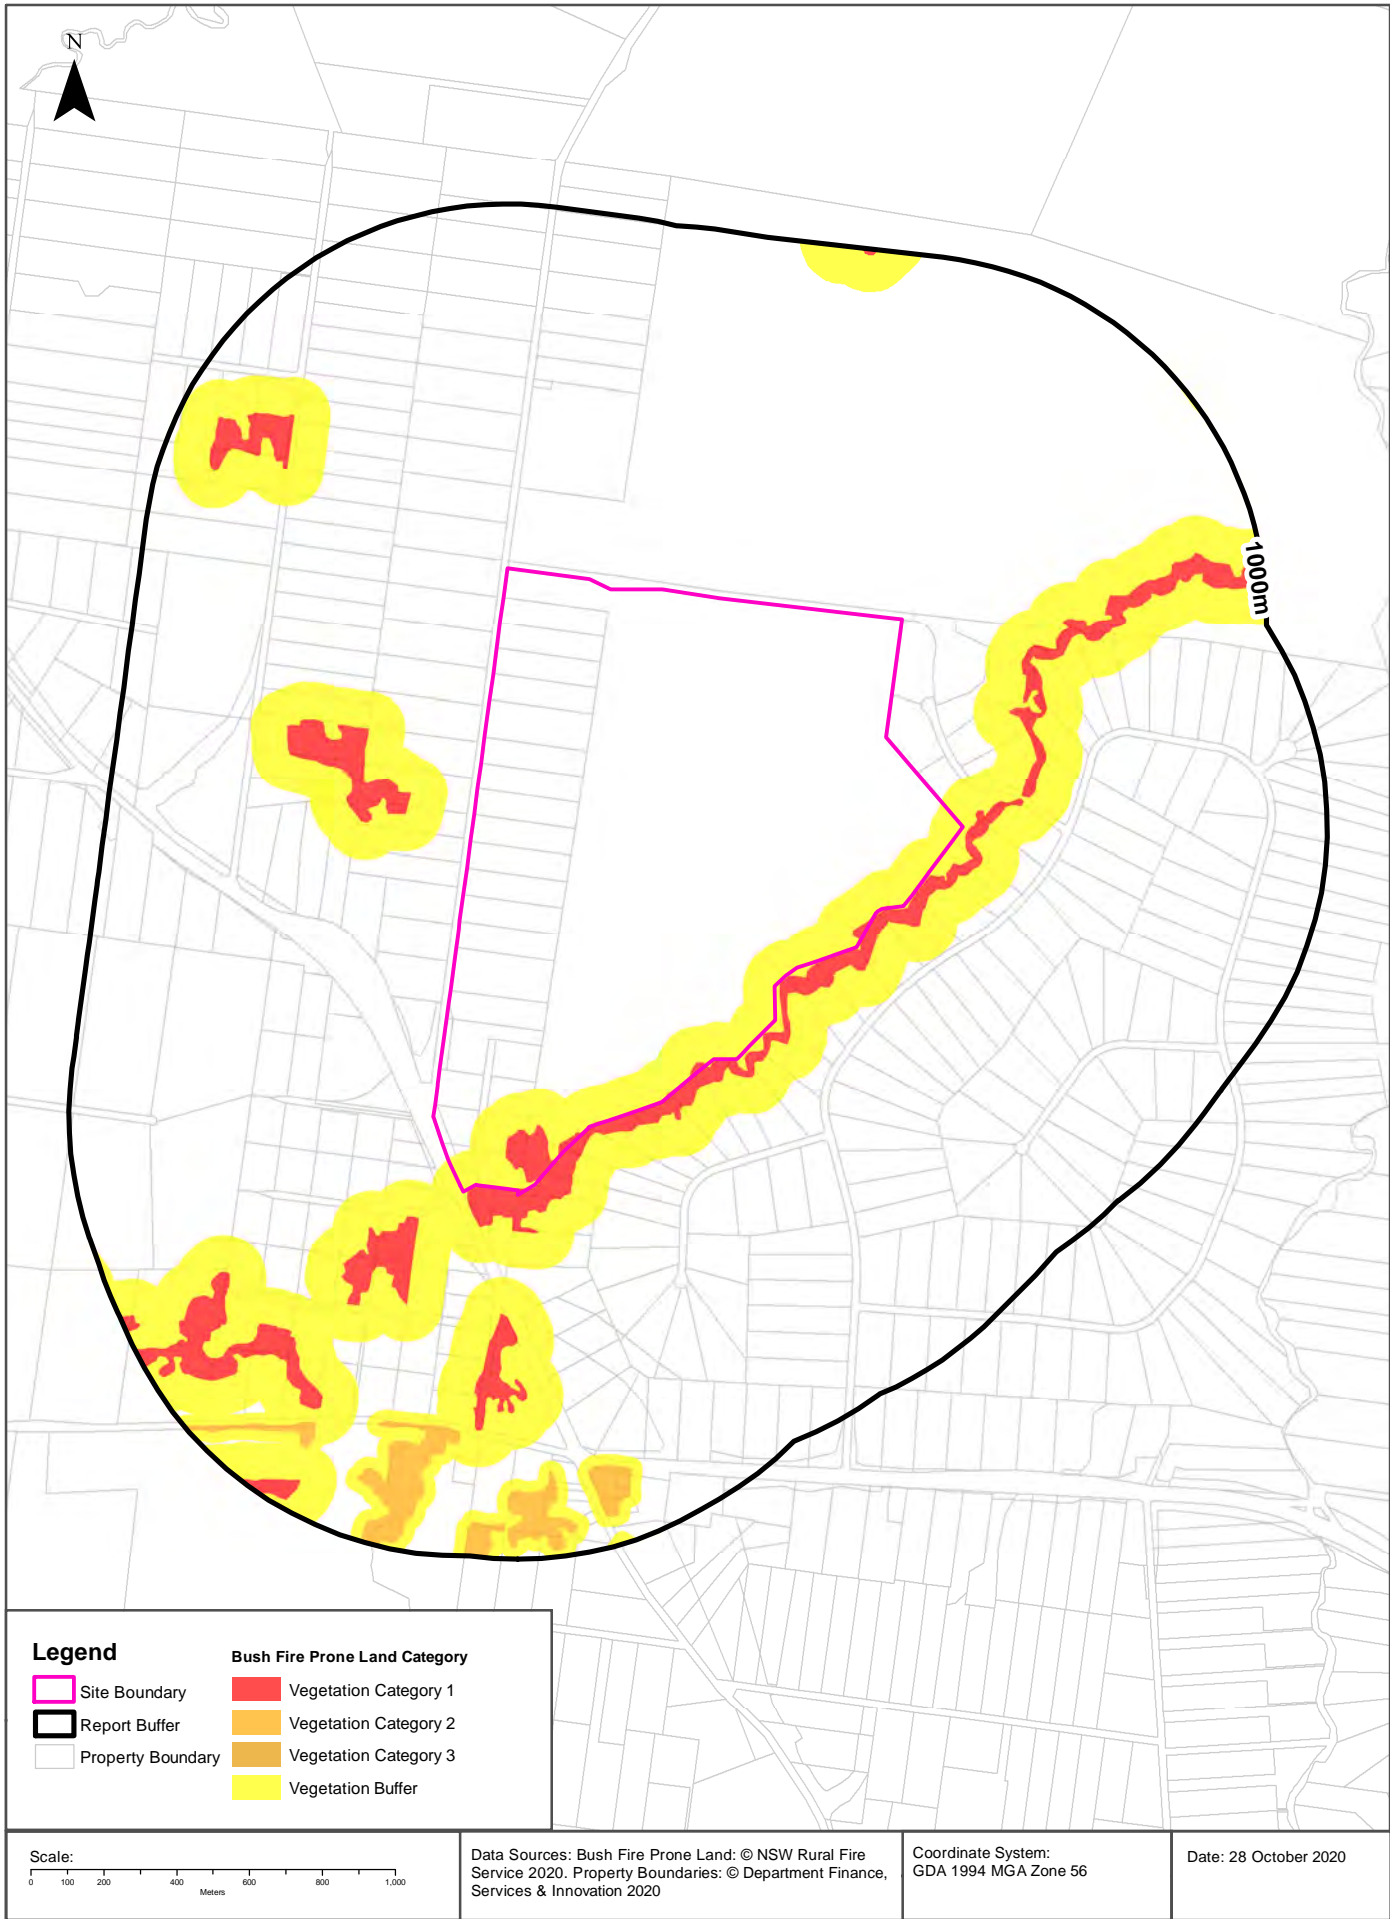 N
1000m
Legend
Site Boundary
Report Buffer
Property Boundary
Bush Fire Prone Land Category
Vegetation Category 1
Vegetation Category 2
Vegetation Category 3
Vegetation Buffer
Scale:
0 100 200 400 600 800 1,000
Meters
Data Sources: Bush Fire Prone Land: © NSW Rural Fire
Service 2020. Property Boundaries: © Department Finance,
Services & Innovation 2020
Coordinate System:
GDA 1994 MGA Zone 56
Date: 28 October 2020